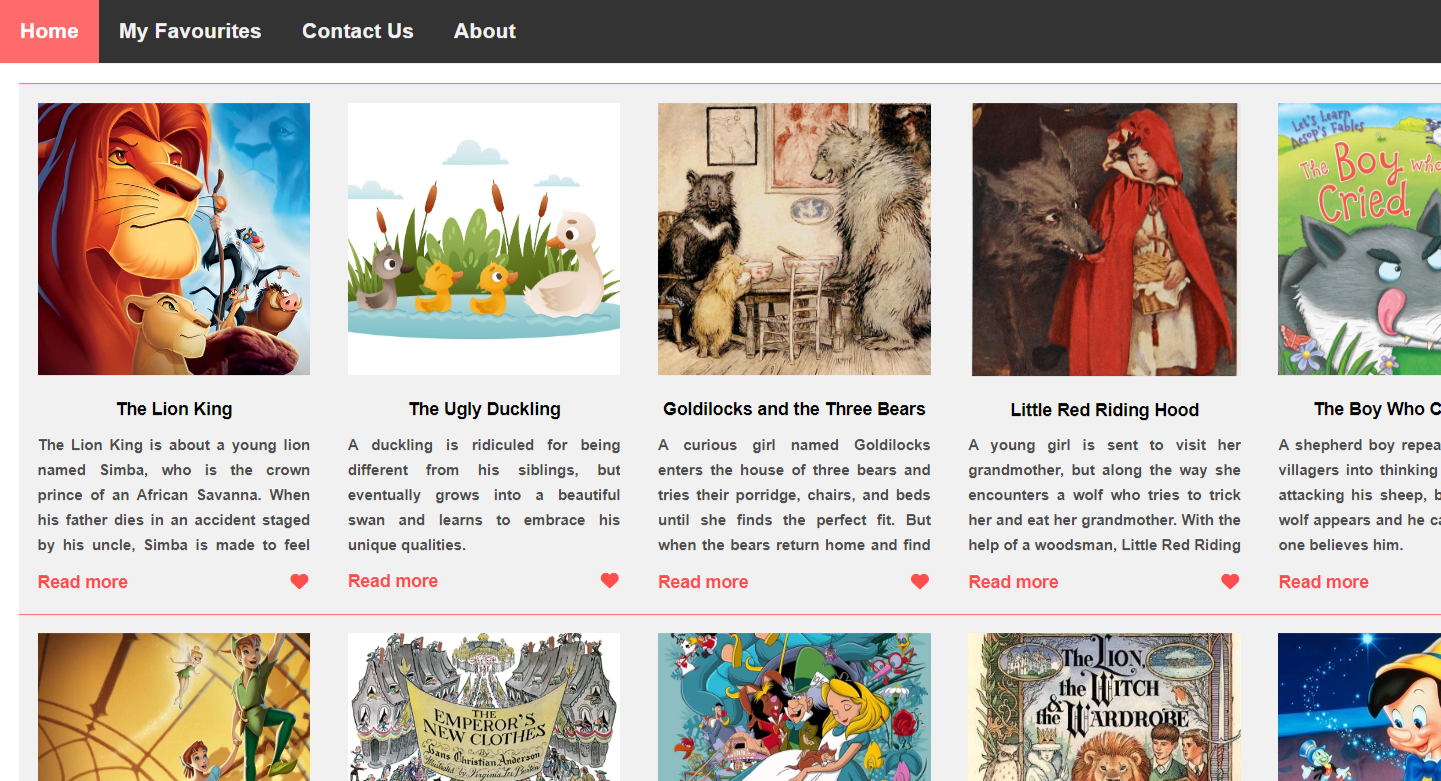 Home My Favourites Contact Us About
Let's Learn
Aesop's Fables
The Boy who
Cried
The Lion King
The Lion King is about a young lion
named Simba, who is the crown
prince of an African Savanna. When
his father dies in an accident staged
by his uncle, Simba is made to feel
Read more
The Ugly Duckling
A duckling is ridiculed for being
different from his siblings, but
eventually grows into a beautiful
swan and learns to embrace his
unique qualities.
Read more
Goldilocks and the Three Bears
A curious girl named Goldilocks
enters the house of three bears and
tries their porridge, chairs, and beds
until she finds the perfect fit. But
when the bears return home and find
Read more
Little Red Riding Hood
A young girl is sent to visit her
grandmother, but along the way she
encounters a wolf who tries to trick
her and eat her grandmother. With the
help of a woodsman, Little Red Riding
Read more
The Boy Who C
A shepherd boy repea
villagers into thinking
attacking his sheep, b
wolf appears and he ca
one believes him.
Read more
THE
EMPEROR'S
NEW CLOTHES
By
Hans Christian Anderson
Illustrated by Virginia Lee Burton
The LION,
the WITCH
& the WARDROBE